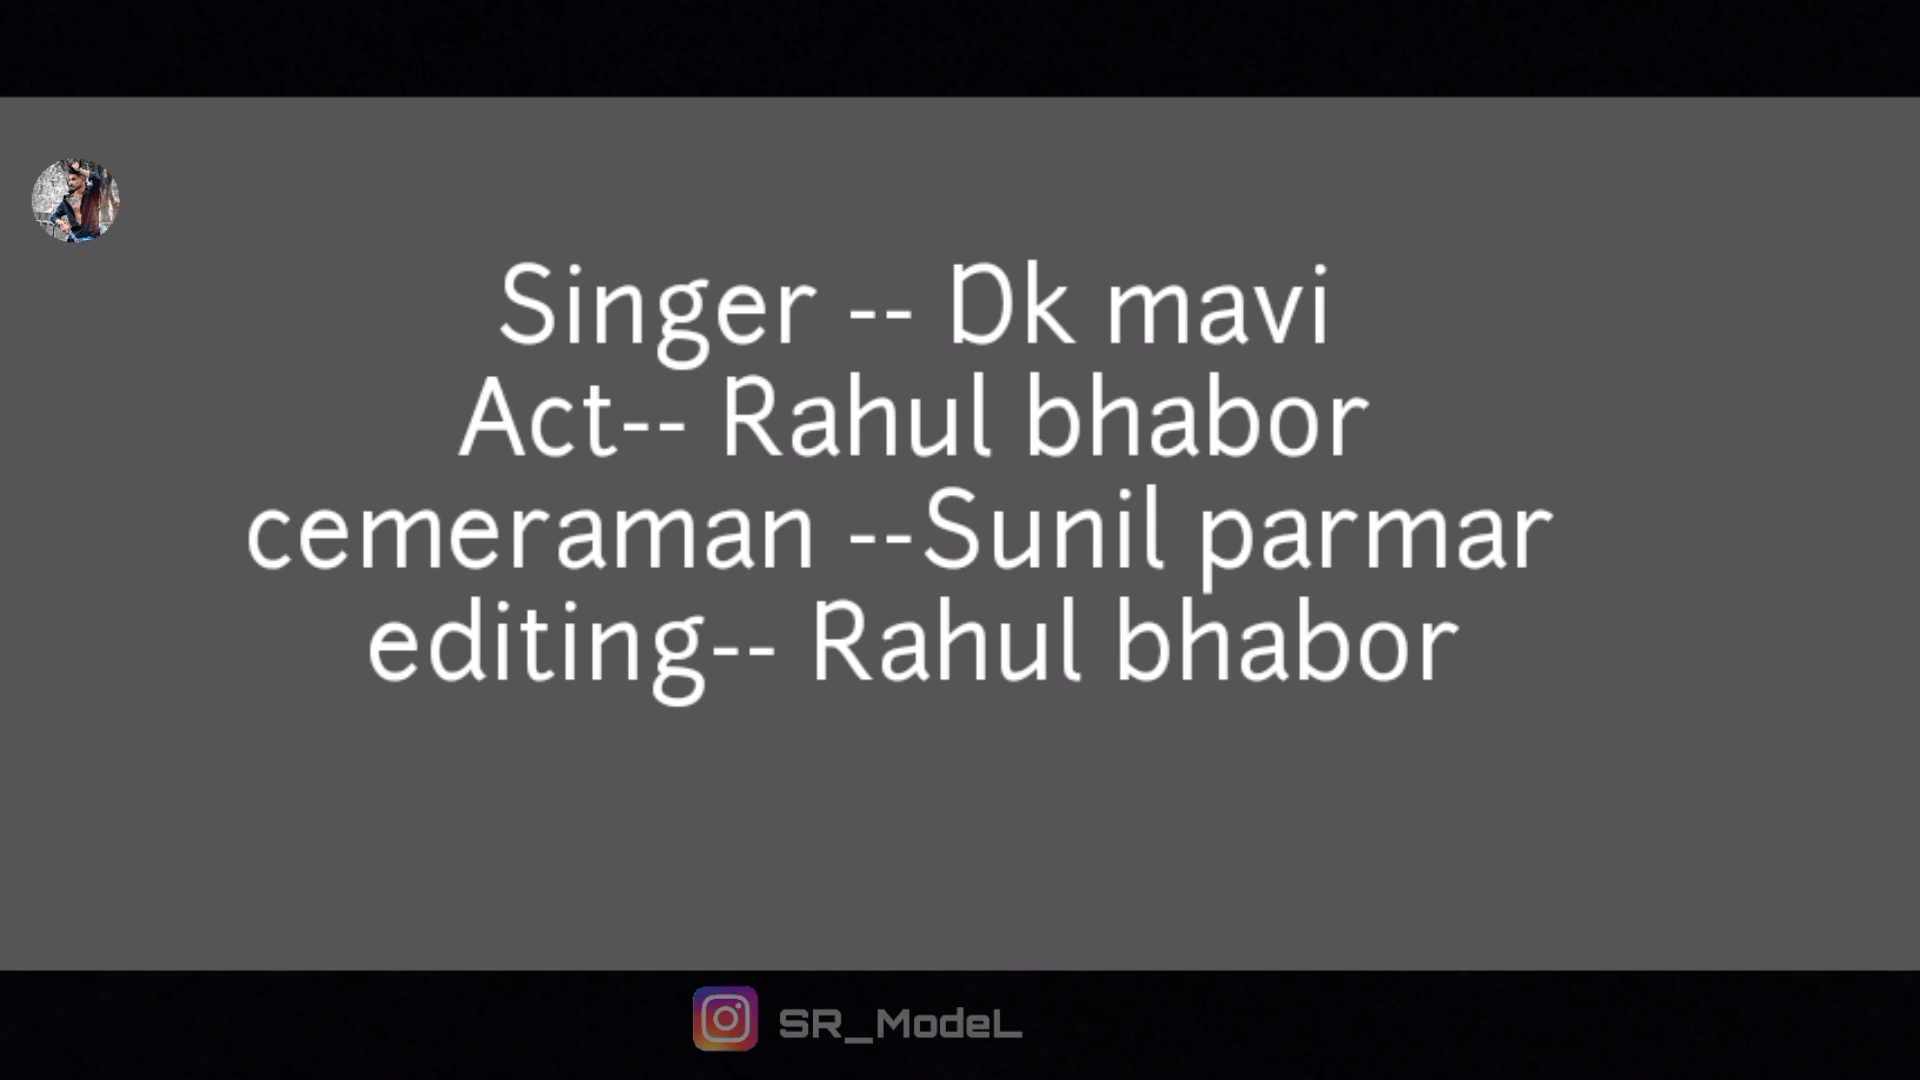 Singer -- Dk mavi
Act-- Rahul bhabor
cemeraman --Sunil parmar
editing-- Rahul bhabor
SR_ModeL